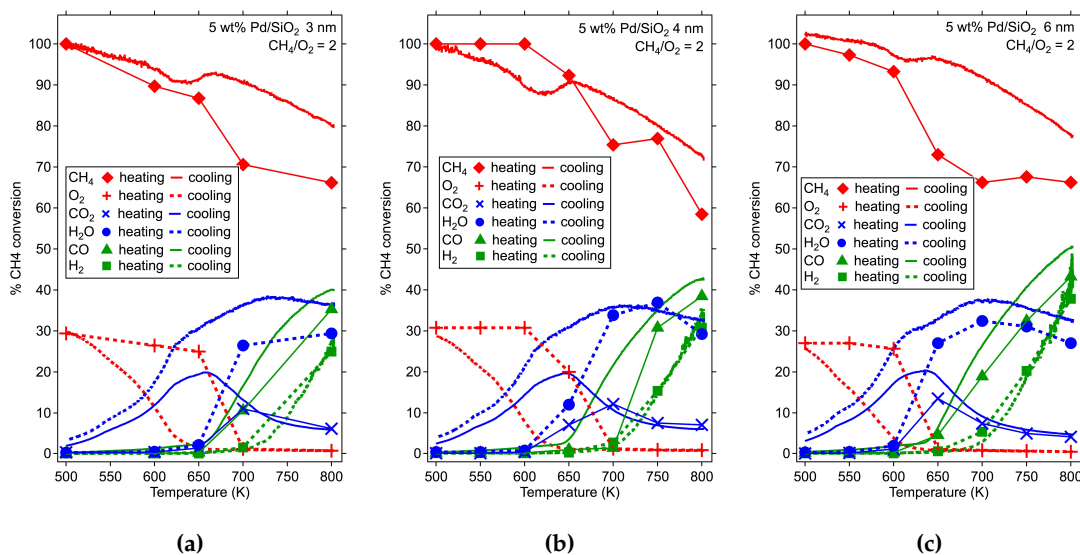 5 wt% Pd/SiO2 3 nm
CH4/O2 = 2
100
90
80
70
60
50
40
30
20
10
0
% CH4 conversion
CH4 heating cooling
O2 heating cooling
CO2 heating cooling
H2O heating cooling
CO heating cooling
H2 heating cooling
500 550 600 650 700 750 800
Temperature (K)
(a)
5 wt% Pd/SiO2 4 nm
CH4/O2 = 2
100
90
80
70
60
50
40
30
20
10
0
% CH4 conversion
CH4 heating cooling
O2 heating cooling
CO2 heating cooling
H2O heating cooling
CO heating cooling
H2 heating cooling
500 550 600 650 700 750 800
Temperature (K)
(b)
5 wt% Pd/SiO2 6 nm
CH4/O2 = 2
100
90
80
70
60
50
40
30
20
10
0
% CH4 conversion
CH4 heating cooling
O2 heating cooling
CO2 heating cooling
H2O heating cooling
CO heating cooling
H2 heating cooling
500 550 600 650 700 750 800
Temperature (K)
(c)